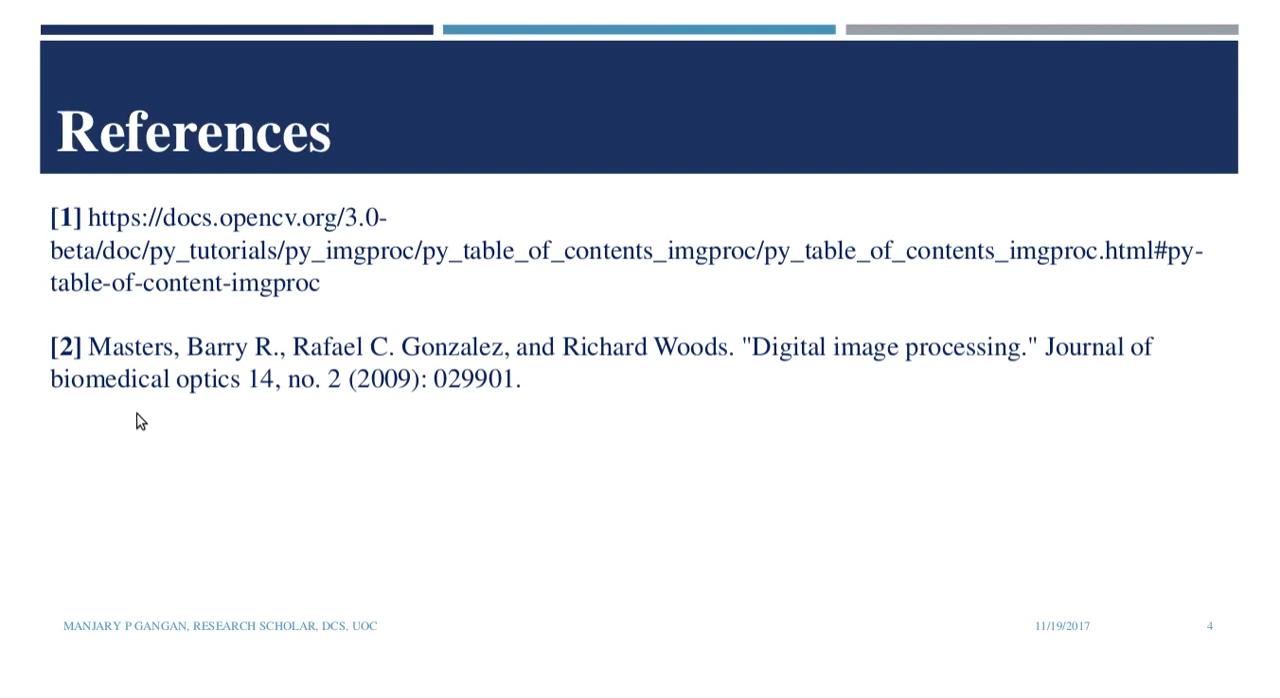 References
[1] https://docs.opencv.org/3.0-
beta/doc/py_tutorials/py_imgproc/py_table_of_contents_imgproc/py_table_of_contents_imgproc.html#py-
table-of-content-imgproc
[2] Masters, Barry R., Rafael C. Gonzalez, and Richard Woods. "Digital image processing." Journal of
biomedical optics 14, no. 2 (2009): 029901.
MANJARY P GANGAN, RESEARCH SCHOLAR, DCS, UOC
11/19/2017
4